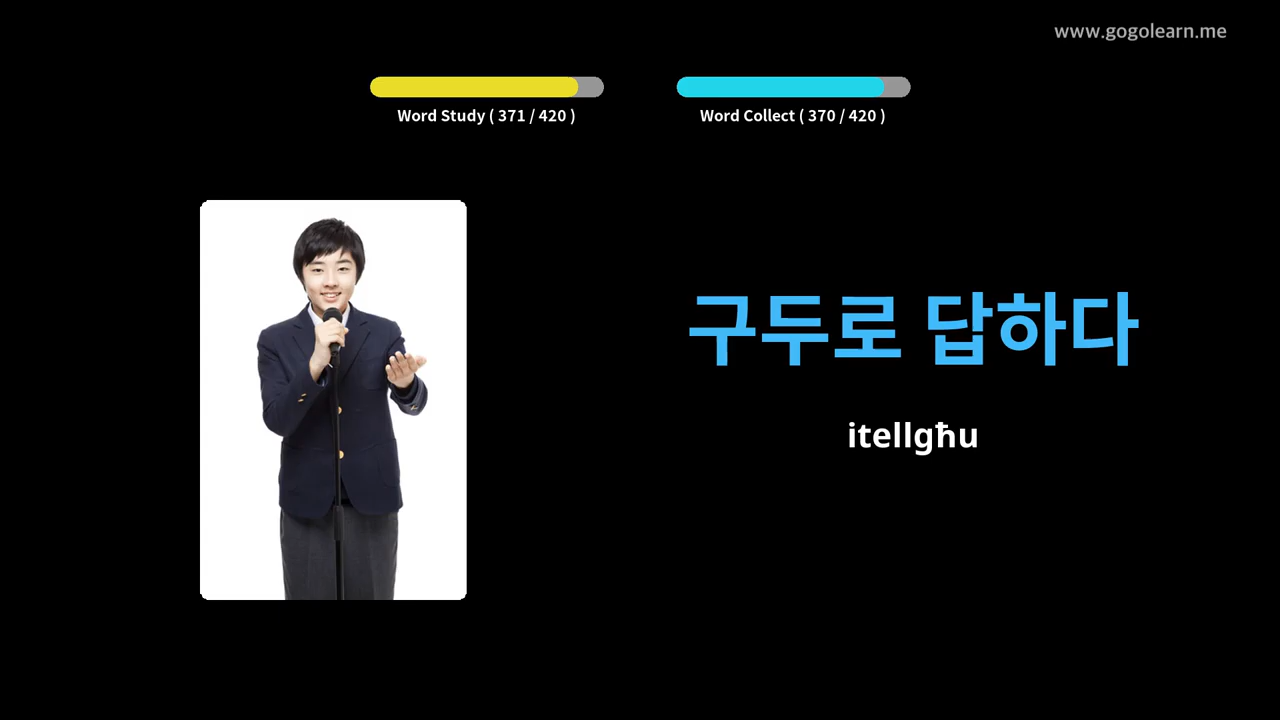 www.gogolearn.me
Word Study ( 371 / 420 )
Word Collect ( 370 / 420 )
구두로 답하다
itellgħu